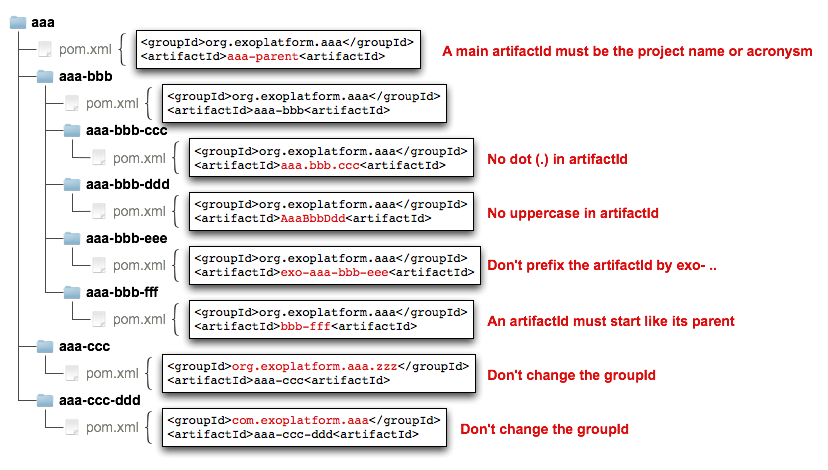 aaa
pom.xml
<groupId>org.exoplatform.aaa</groupId>
<artifactId>aaa-parent<artifactId>
A main artifactId must be the project name or acronysm
aaa-bbb
pom.xml
<groupId>org.exoplatform.aaa</groupId>
<artifactId>aaa-bbb<artifactId>
aaa-bbb-ccc
pom.xml
<groupId>org.exoplatform.aaa</groupId>
<artifactId>aaa.bbb.ccc<artifactId>
No dot (.) in artifactId
aaa-bbb-ddd
pom.xml
<groupId>org.exoplatform.aaa</groupId>
<artifactId>AaaBbbDdd<artifactId>
No uppercase in artifactId
aaa-bbb-eee
pom.xml
<groupId>org.exoplatform.aaa</groupId>
<artifactId>exo-aaa-bbb-eee<artifactId>
Don't prefix the artifactId by exo- ..
aaa-bbb-fff
pom.xml
<groupId>org.exoplatform.aaa</groupId>
<artifactId>bbb-fff<artifactId>
An artifactId must start like its parent
aaa-ccc
pom.xml
<groupId>org.exoplatform.aaa.zzz</groupId>
<artifactId>aaa-ccc<artifactId>
Don't change the groupId
aaa-ccc-ddd
pom.xml
<groupId>com.exoplatform.aaa</groupId>
<artifactId>aaa-ccc-ddd<artifactId>
Don't change the groupId